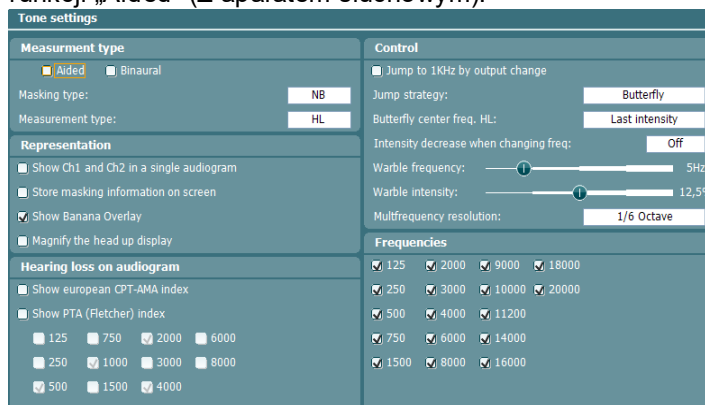 funkcji „Aided" (z aparatem słuchowym).
Tone settings
Measurment type
Aided Binaural
Masking type: NB
Measurement type: HL
Representation
Show Ch1 and Ch2 in a single audiogram
Store masking information on screen
Show Banana Overlay
Magnify the head up display
Hearing loss on audiogram
Show european CPT-AMA index
Show PTA (Fletcher) index
125 750 2000 6000
250 1000 3000 8000
500 1500 4000
Control
Jump to 1KHz by output change
Jump strategy: Butterfly
Butterfly center freq. HL: Last intensity
Intensity decrease when changing freq: Off
Warble frequency: 5Hz
Warble intensity: 12,5
Multfrequency resolution: 1/6 Octave
Frequencies
125 2000 9000 18000
250 3000 10000 20000
500 4000 11200
750 6000 14000
1500 8000 16000